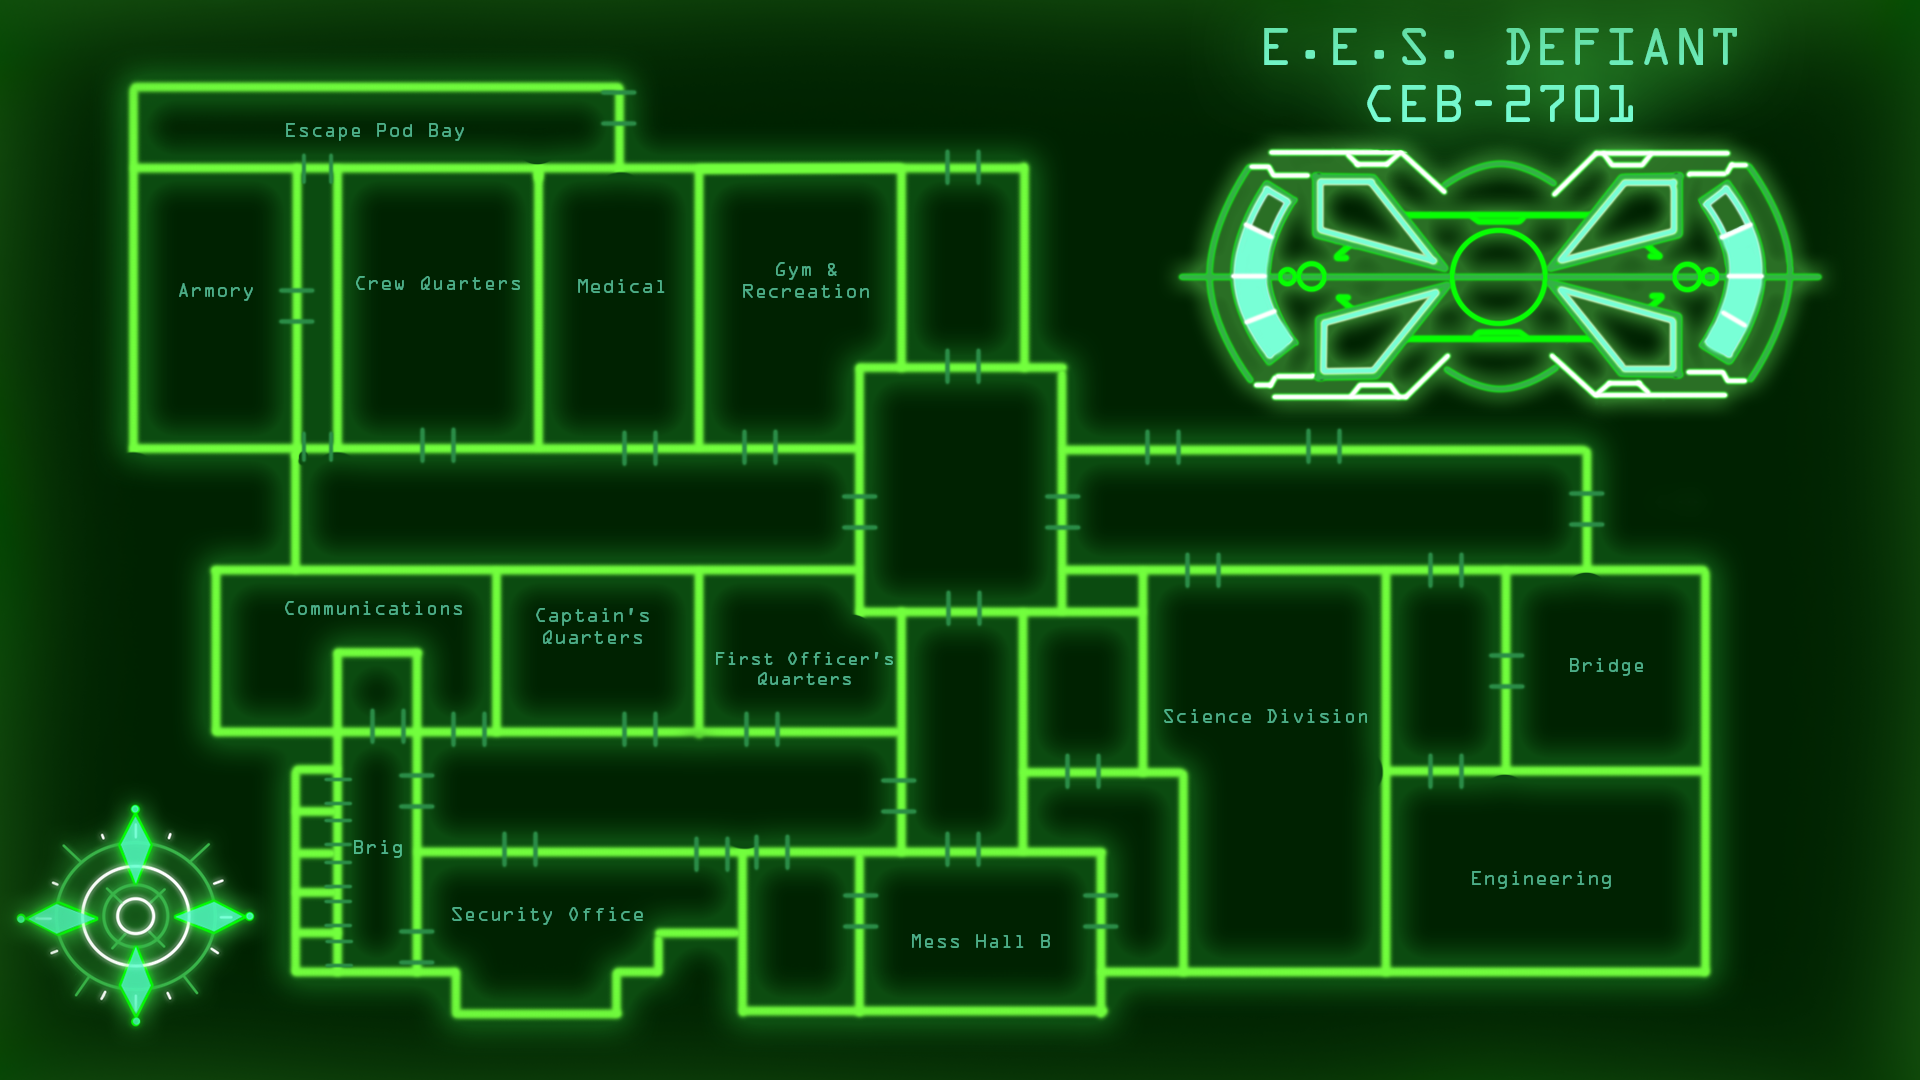 E.E.S. DEFIANT
CEB-2701
Escape Pod Bay
Armory
Crew Quarters
Medical
Gym &
Recreation
Communications
Captain's
Quarters
First Officer's
Quarters
Bridge
Science Division
Brig
Engineering
Security Office
Mess Hall B